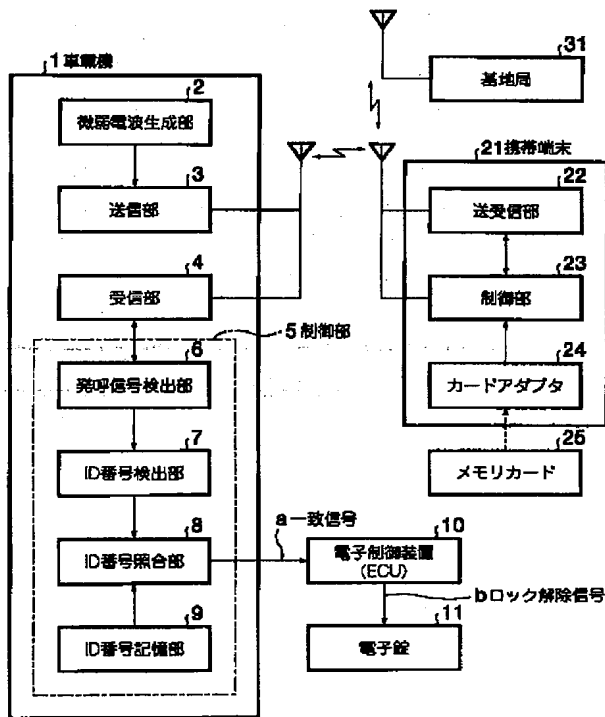 1 車載機
2
微弱電波生成部
3
送信部
4
受信部
5 制御部
6
発呼信号検出部
7
ID番号検出部
8
ID番号照合部
9
ID番号記憶部
a 一致信号
10
電子制御装置
(ECU)
b ロック解除信号
11
電子錠
31
基地局
21 携帯端末
22
送受信部
23
制御部
24
カードアダプタ
25
メモリカード